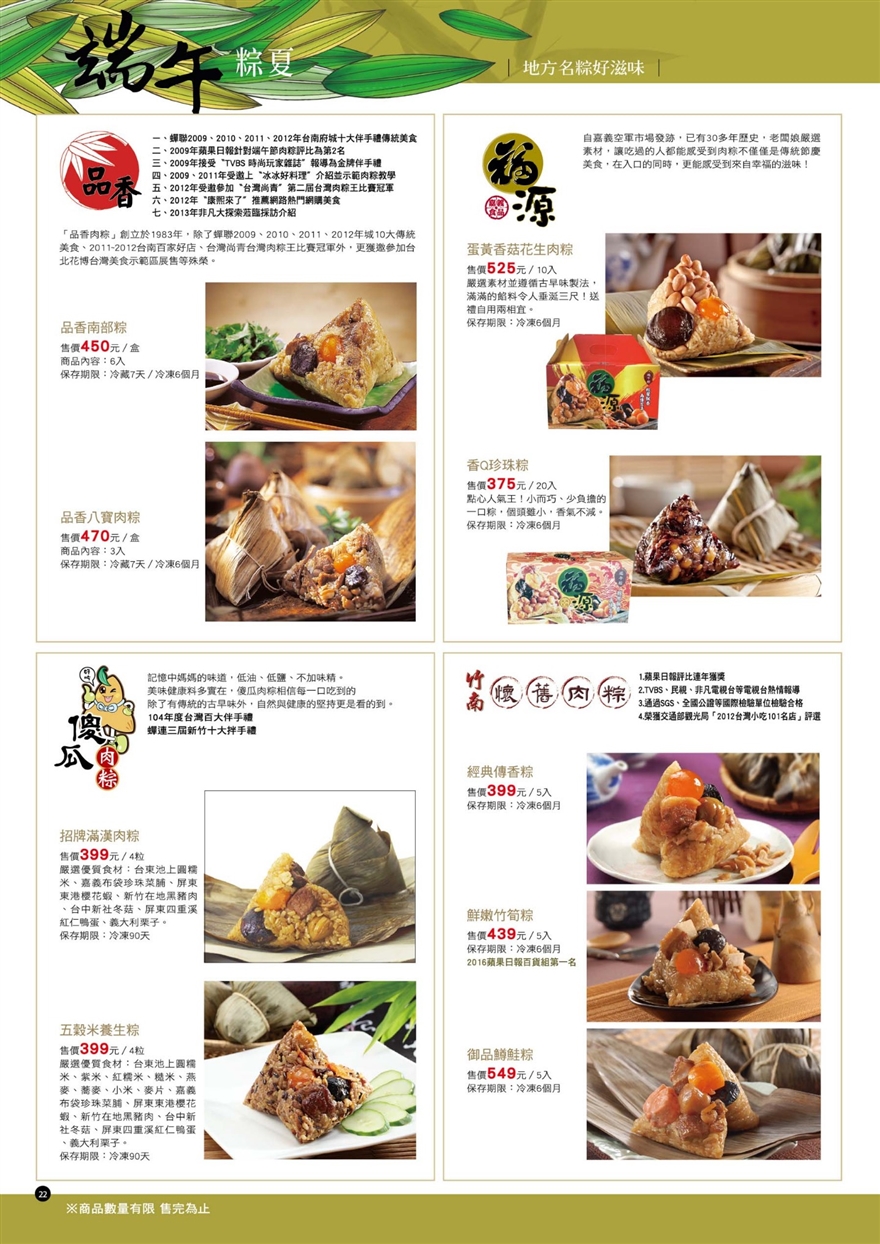 端午 粽夏
地方名粽好滋味
品香
一、蟬聯2009、2010、2011、2012年台南府城十大伴手禮傳統美食
二、2009年蘋果日報針對端午節肉粽評比為第2名
三、2009年接受〝TVBS 時尚玩家雜誌〞報導為金牌伴手禮
四、2009、2011年受邀上〝冰冰好料理〞介紹並示範肉粽教學
五、2012年受邀參加〝台灣尚青〞第二屆台灣肉粽王比賽冠軍
六、2012年〝康熙來了〞推薦網路熱門網購美食
七、2013年非凡大探索蒞臨採訪介紹
「品香肉粽」創立於1983年，除了蟬聯2009、2010、2011、2012年城10大傳統
美食、2011-2012台南百家好店、台灣尚青台灣肉粽王比賽冠軍外，更獲邀參加台
北花博台灣美食示範區展售等殊榮。
品香南部粽
售價450元 / 盒
商品內容：6入
保存期限：冷藏7天 / 冷凍6個月
品香八寶肉粽
售價470元 / 盒
商品內容：3入
保存期限：冷藏7天 / 冷凍6個月
福源
嘉義食品
自嘉義空軍市場發跡，已有30多年歷史，老闆娘嚴選
素材，讓吃過的人都能感受到肉粽不僅僅是傳統節慶
美食，在入口的同時，更能感受到來自幸福的滋味！
蛋黃香菇花生肉粽
售價525元 / 10入
嚴選素材並遵循古早味製法，
滿滿的餡料令人垂涎三尺！送
禮自用兩相宜。
保存期限：冷凍6個月
福源
香Q珍珠粽
售價375元 / 20入
點心人氣王！小而巧、少負擔的
一口粽，個頭雖小，香氣不減。
保存期限：冷凍6個月
福源
好呷
傻瓜肉粽
記憶中媽媽的味道，低油、低鹽、不加味精。
美味健康料多實在，傻瓜肉粽相信每一口吃到的
除了有傳統的古早味外，自然與健康的堅持更是看的到。
104年度台灣百大伴手禮
蟬連三屆新竹十大拌手禮
招牌滿漢肉粽
售價399元 / 4粒
嚴選優質食材：台東池上圓糯
米、嘉義布袋珍珠菜脯、屏東
東港櫻花蝦、新竹在地黑豬肉
、台中新社冬菇、屏東四重溪
紅仁鴨蛋、義大利栗子。
保存期限：冷凍90天
五穀米養生粽
售價399元 / 4粒
嚴選優質食材：台東池上圓糯
米、紫米、紅糯米、糙米、燕
麥、蕎麥、小米、麥片、嘉義
布袋珍珠菜脯、屏東東港櫻花
蝦、新竹在地黑豬肉、台中新
社冬菇、屏東四重溪紅仁鴨蛋
、義大利栗子。
保存期限：冷凍90天
竹南 懷舊肉粽
1.蘋果日報評比連年獲獎
2.TVBS、民視、非凡電視台等電視台熱情報導
3.通過SGS、全國公證等國際檢驗單位檢驗合格
4.榮獲交通部觀光局「2012台灣小吃101名店」評選
經典傳香粽
售價399元 / 5入
保存期限：冷凍6個月
鮮嫩竹筍粽
售價439元 / 5入
保存期限：冷凍6個月
2016蘋果日報百貨組第一名
御品鱘鮭粽
售價549元 / 5入
保存期限：冷凍6個月
22
※商品數量有限 售完為止